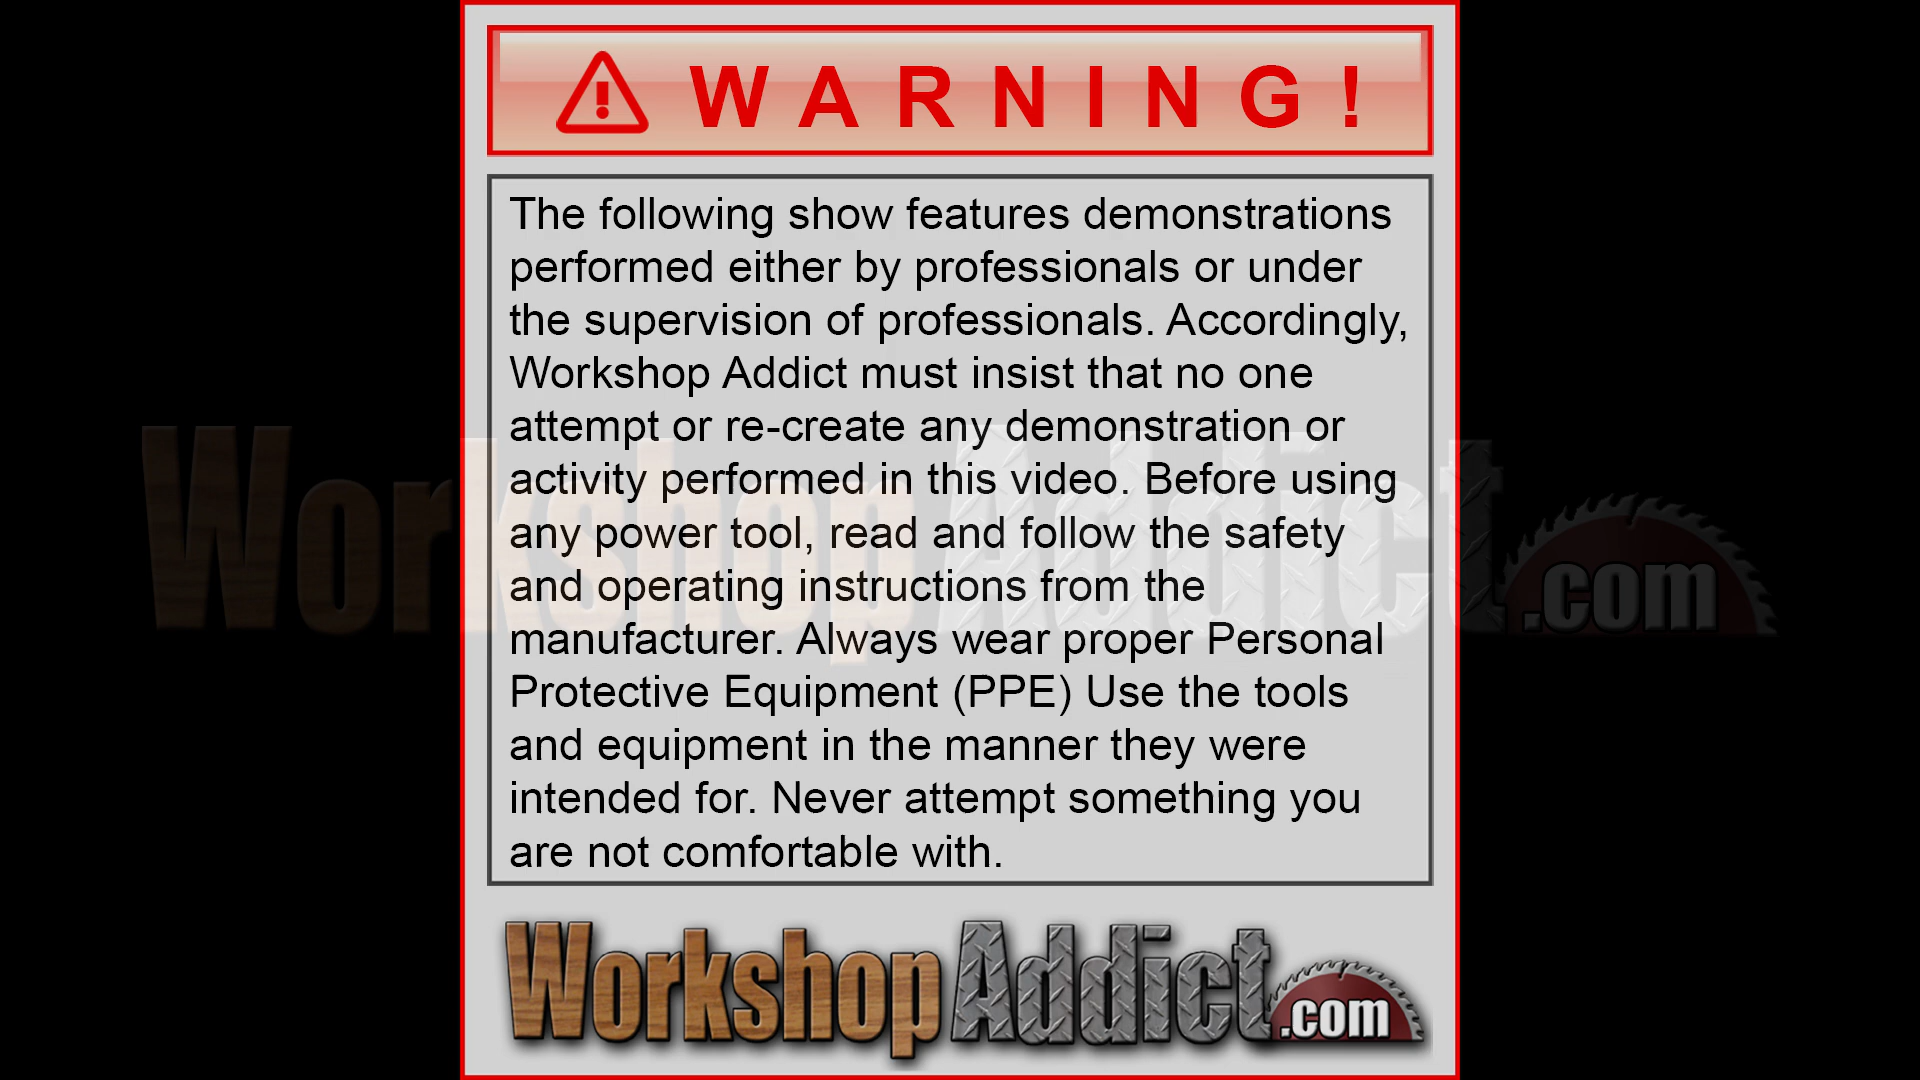 WARNING!
The following show features demonstrations
performed either by professionals or under
the supervision of professionals. Accordingly,
Workshop Addict must insist that no one
attempt or re-create any demonstration or
activity performed in this video. Before using
any power tool, read and follow the safety
and operating instructions from the
manufacturer. Always wear proper Personal
Protective Equipment (PPE) Use the tools
and equipment in the manner they were
intended for. Never attempt something you
are not comfortable with.
WorkshopAddict.com
WorkshopAddict.com